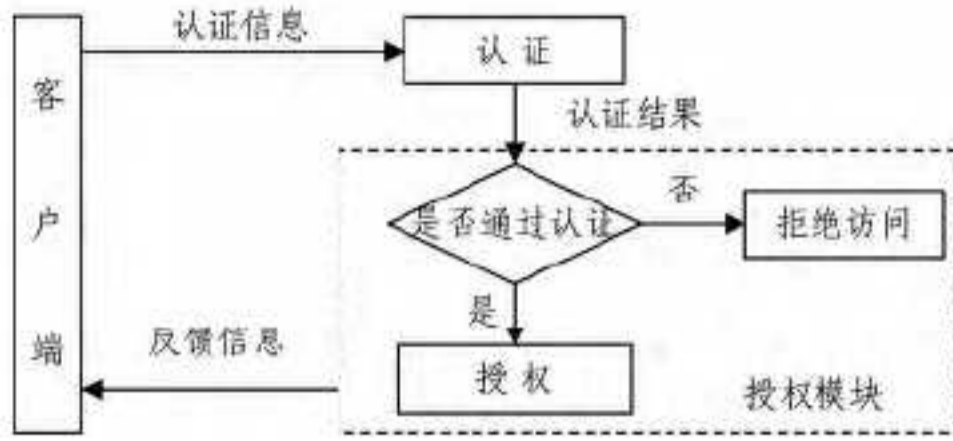 认证信息
认证
客户端
认证结果
否
是否通过认证
拒绝访问
是
反馈信息
授权
授权模块